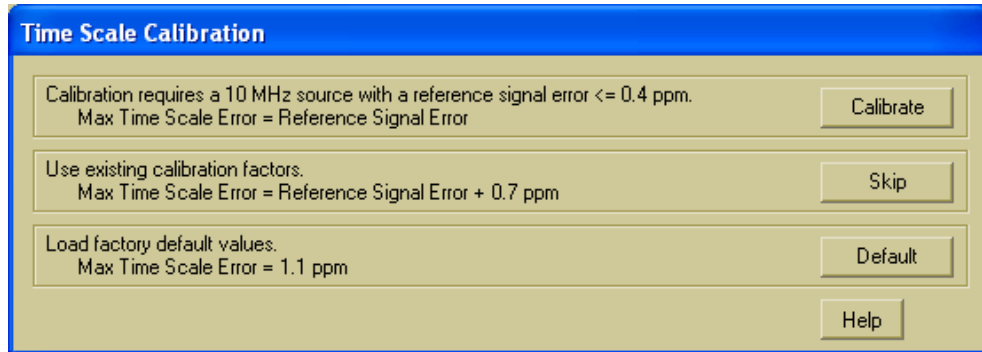 Time Scale Calibration
Calibration requires a 10 MHz source with a reference signal error <= 0.4 ppm.
Max Time Scale Error = Reference Signal Error
Calibrate
Use existing calibration factors.
Max Time Scale Error = Reference Signal Error + 0.7 ppm
Skip
Load factory default values.
Max Time Scale Error = 1.1 ppm
Default
Help